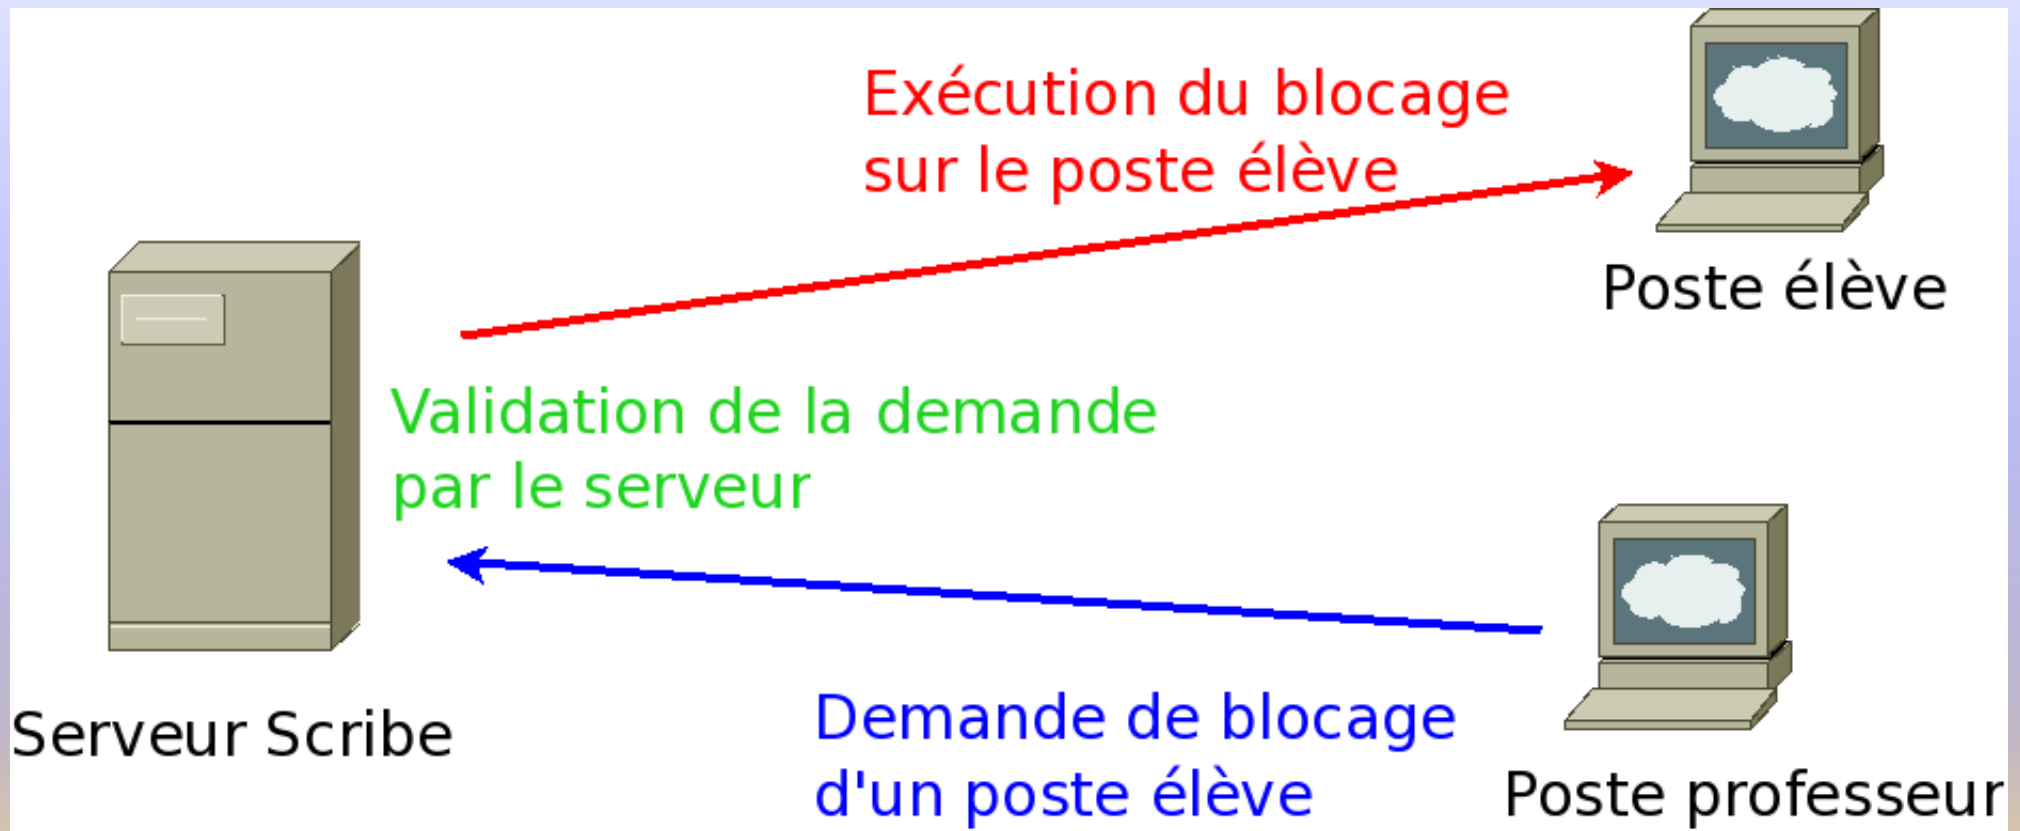 Exécution du blocage
sur le poste élève
Poste élève
Validation de la demande
par le serveur
Serveur Scribe
Demande de blocage
d'un poste élève
Poste professeur